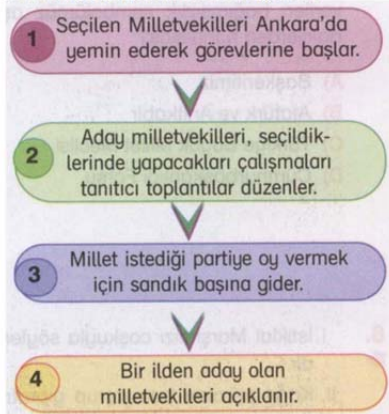 1
Seçilen Milletvekilleri Ankara'da
yemin ederek görevlerine başlar.
2
Aday milletvekilleri, seçildik-
lerinde yapacakları çalışmaları
tanıtıcı toplantılar düzenler.
3
Millet istediği partiye oy vermek
için sandık başına gider.
4
Bir ilden aday olan
milletvekilleri açıklanır.